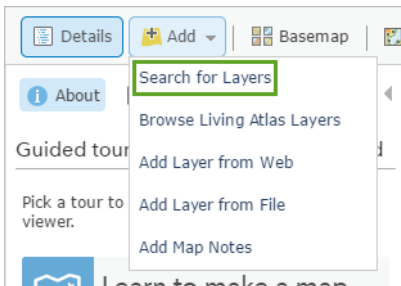 Details Add Basemap
Search for Layers
About
Browse Living Atlas Layers
Guided tour
Add Layer from Web
Pick a tour to
Add Layer from File
viewer.
Add Map Notes
Learn to make a map